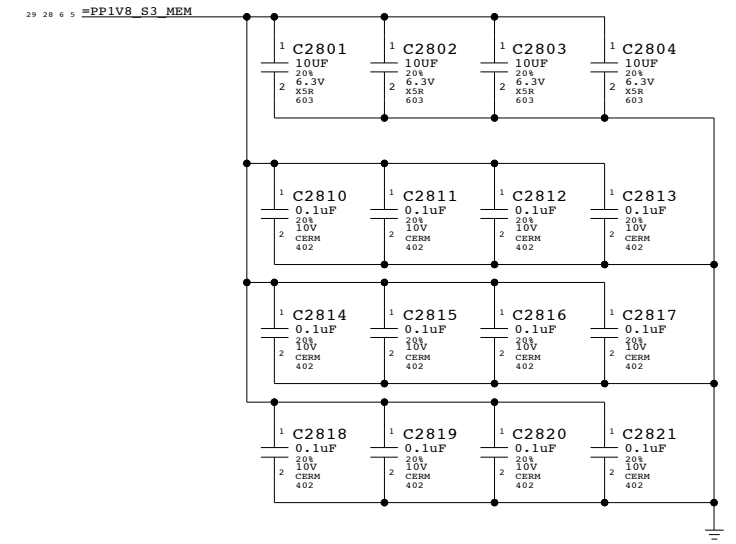 29 28 6 5 =PP1V8_S3_MEM
1 C2801
10UF
20%
6.3V
2 X5R
603
1 C2802
10UF
20%
6.3V
2 X5R
603
1 C2803
10UF
20%
6.3V
2 X5R
603
1 C2804
10UF
20%
6.3V
2 X5R
603
1 C2810
0.1uF
20%
10V
2 CERM
402
1 C2811
0.1uF
20%
10V
2 CERM
402
1 C2812
0.1uF
20%
10V
2 CERM
402
1 C2813
0.1uF
20%
10V
2 CERM
402
1 C2814
0.1uF
20%
10V
2 CERM
402
1 C2815
0.1uF
20%
10V
2 CERM
402
1 C2816
0.1uF
20%
10V
2 CERM
402
1 C2817
0.1uF
20%
10V
2 CERM
402
1 C2818
0.1uF
20%
10V
2 CERM
402
1 C2819
0.1uF
20%
10V
2 CERM
402
1 C2820
0.1uF
20%
10V
2 CERM
402
1 C2821
0.1uF
20%
10V
2 CERM
402